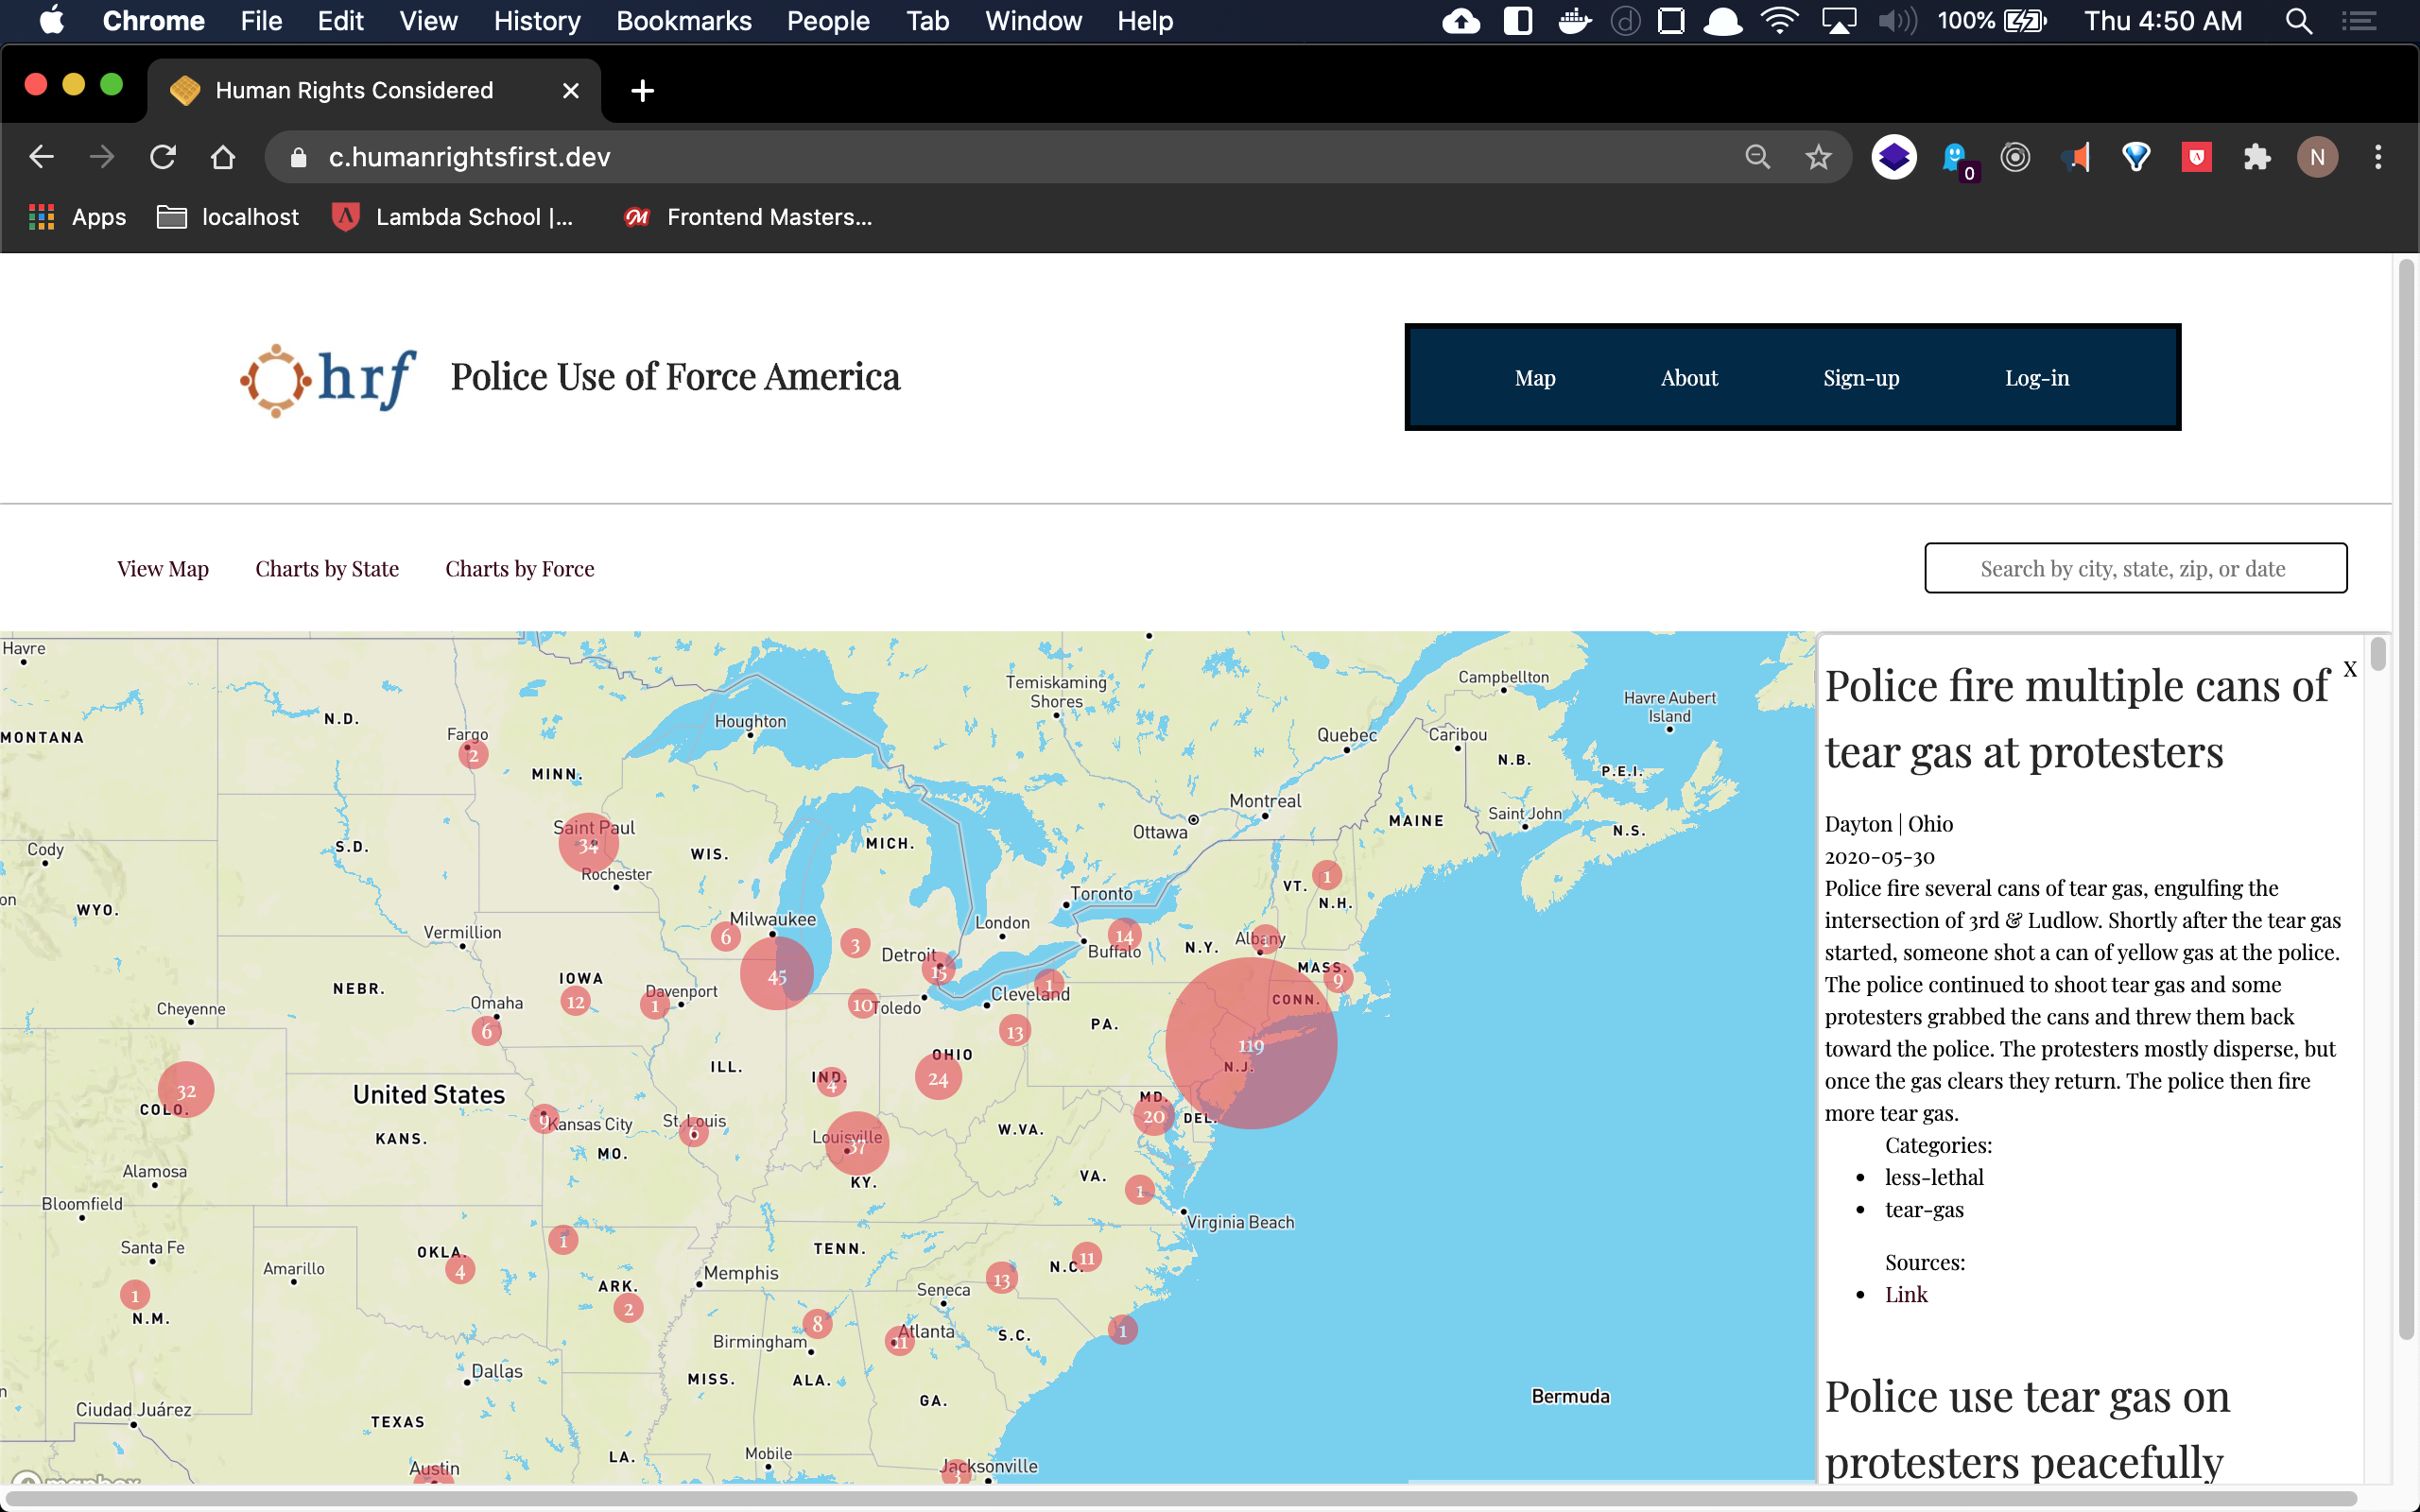 Chrome File Edit View History Bookmarks People Tab Window Help 100% Thu 4:50 AM
Human Rights Considered
c.humanrightsfirst.dev
0
N
Apps localhost Lambda School |... Frontend Masters...
hrf Police Use of Force America
Map About Sign-up Log-in
View Map Charts by State Charts by Force
Search by city, state, zip, or date
Havre
MONTANA
N.D.
Fargo
2
MINN.
Houghton
Temiskaming
Shores
Campbellton
Havre Aubert
Island
Quebec
Caribou
N.B.
P.E.I.
Montreal
Ottawa
MAINE
Saint John
N.S.
Cody
S.D.
Saint Paul
34
Rochester
WIS.
MICH.
WYO.
VT.
1
N.H.
Toronto
London
Vermillion
Milwaukee
6
3
Detroit
15
14
Buffalo
N.Y.
Albany
MASS.
9
45
IOWA
12
NEBR.
Omaha
6
Davenport
1
10
Toledo
Cleveland
1
CONN.
Cheyenne
13
PA.
119
N.J.
OHIO
24
ILL.
IND.
4
32
COLO.
United States
MD.
20
DEL.
KANS.
9
Kansas City
St. Louis
6
Louisville
37
KY.
W.VA.
MO.
VA.
1
Alamosa
Bloomfield
Virginia Beach
Santa Fe
1
N.M.
Amarillo
OKLA.
4
1
TENN.
N.C.
11
13
Memphis
ARK.
2
Seneca
8
Birmingham
Atlanta
11
S.C.
1
Dallas
MISS.
ALA.
GA.
Bermuda
Ciudad Juárez
TEXAS
LA.
Mobile
Jacksonville
3
Austin
mapbox
X
Police fire multiple cans of
tear gas at protesters
Dayton | Ohio
2020-05-30
Police fire several cans of tear gas, engulfing the
intersection of 3rd & Ludlow. Shortly after the tear gas
started, someone shot a can of yellow gas at the police.
The police continued to shoot tear gas and some
protesters grabbed the cans and threw them back
toward the police. The protesters mostly disperse, but
once the gas clears they return. The police then fire
more tear gas.
Categories:
less-lethal
tear-gas
Sources:
Link
Police use tear gas on
protesters peacefully